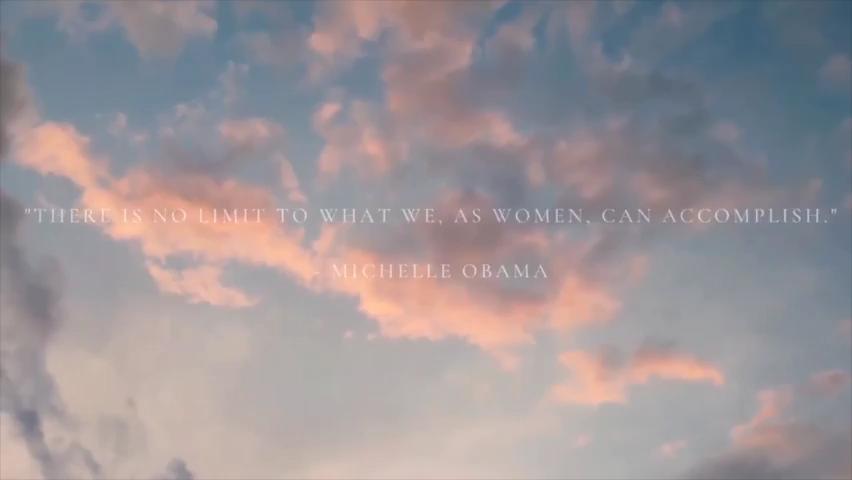 "THERE IS NO LIMIT TO WHAT WE, AS WOMEN, CAN ACCOMPLISH."
- MICHELLE OBAMA